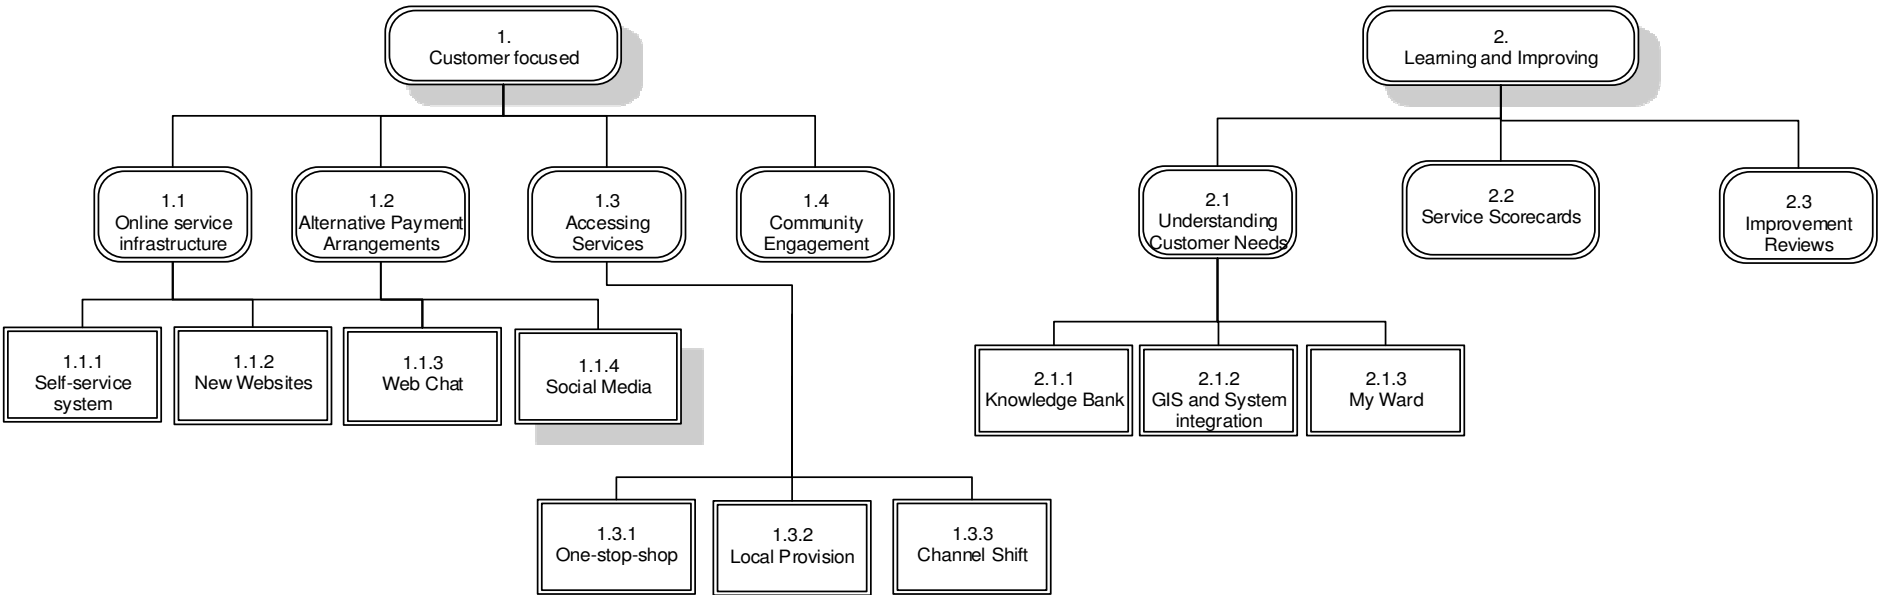 1.
Customer focused
2.
Learning and Improving
1.1
Online service
infrastructure
1.2
Alternative Payment
Arrangements
1.3
Accessing
Services
1.4
Community
Engagement
2.1
Understanding
Customer Needs
2.2
Service Scorecards
2.3
Improvement
Reviews
1.1.1
Self-service
system
1.1.2
New Websites
1.1.3
Web Chat
1.1.4
Social Media
2.1.1
Knowledge Bank
2.1.2
GIS and System
integration
2.1.3
My Ward
1.3.1
One-stop-shop
1.3.2
Local Provision
1.3.3
Channel Shift